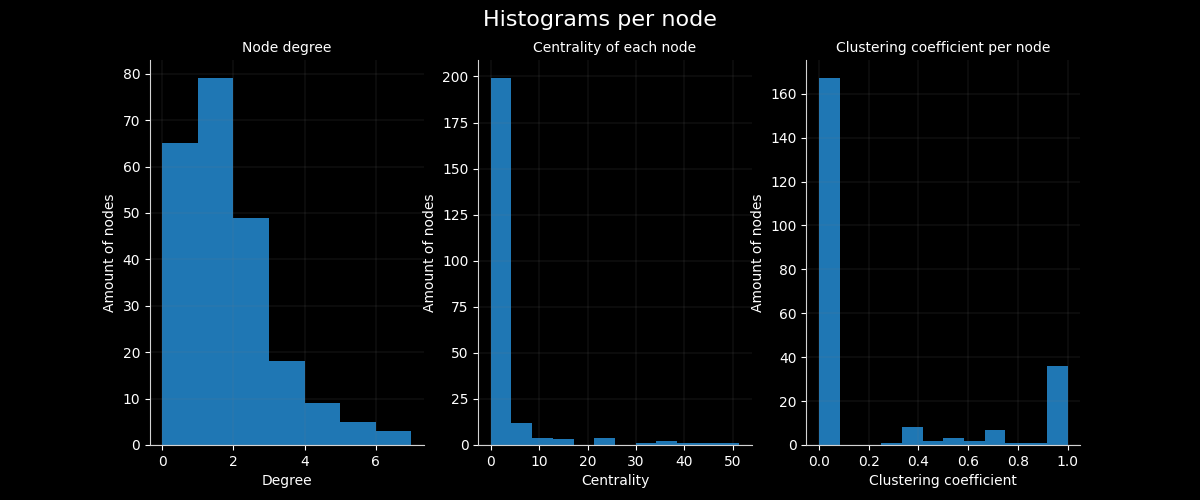 Histograms per node
Node degree
Amount of nodes
80
70
60
50
40
30
20
10
0
0 2 4 6
Degree
Centrality of each node
Amount of nodes
200
175
150
125
100
75
50
25
0
0 10 20 30 40 50
Centrality
Clustering coefficient per node
Amount of nodes
160
140
120
100
80
60
40
20
0
0.0 0.2 0.4 0.6 0.8 1.0
Clustering coefficient